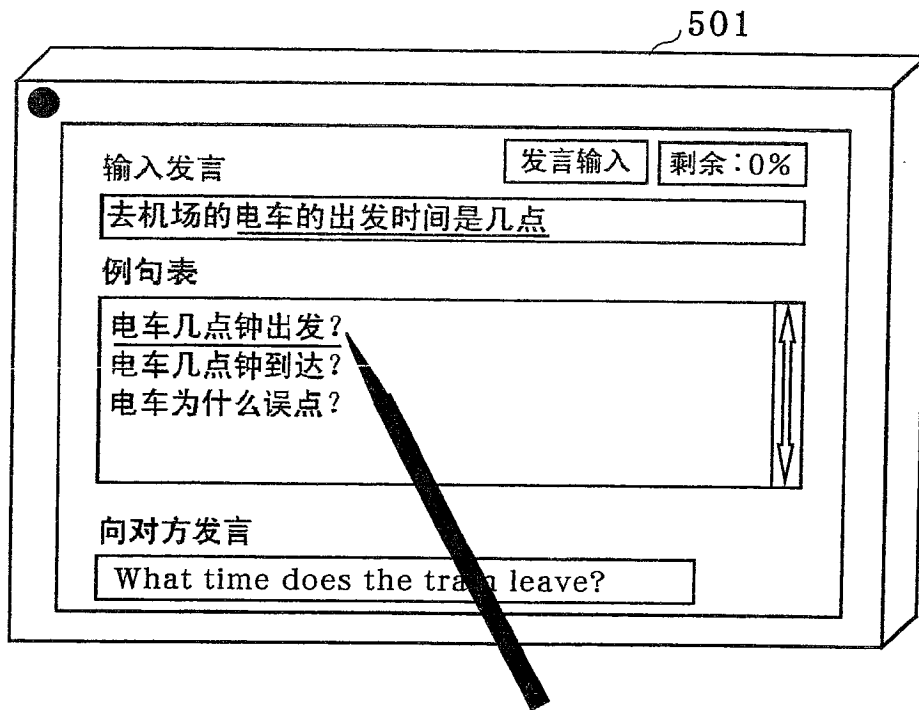 501
输入发言
发言输入
剩余:0%
去机场的电车的出发时间是几点
例句表
电车几点钟出发?
电车几点钟到达?
电车为什么误点?
向对方发言
What time does the train leave?